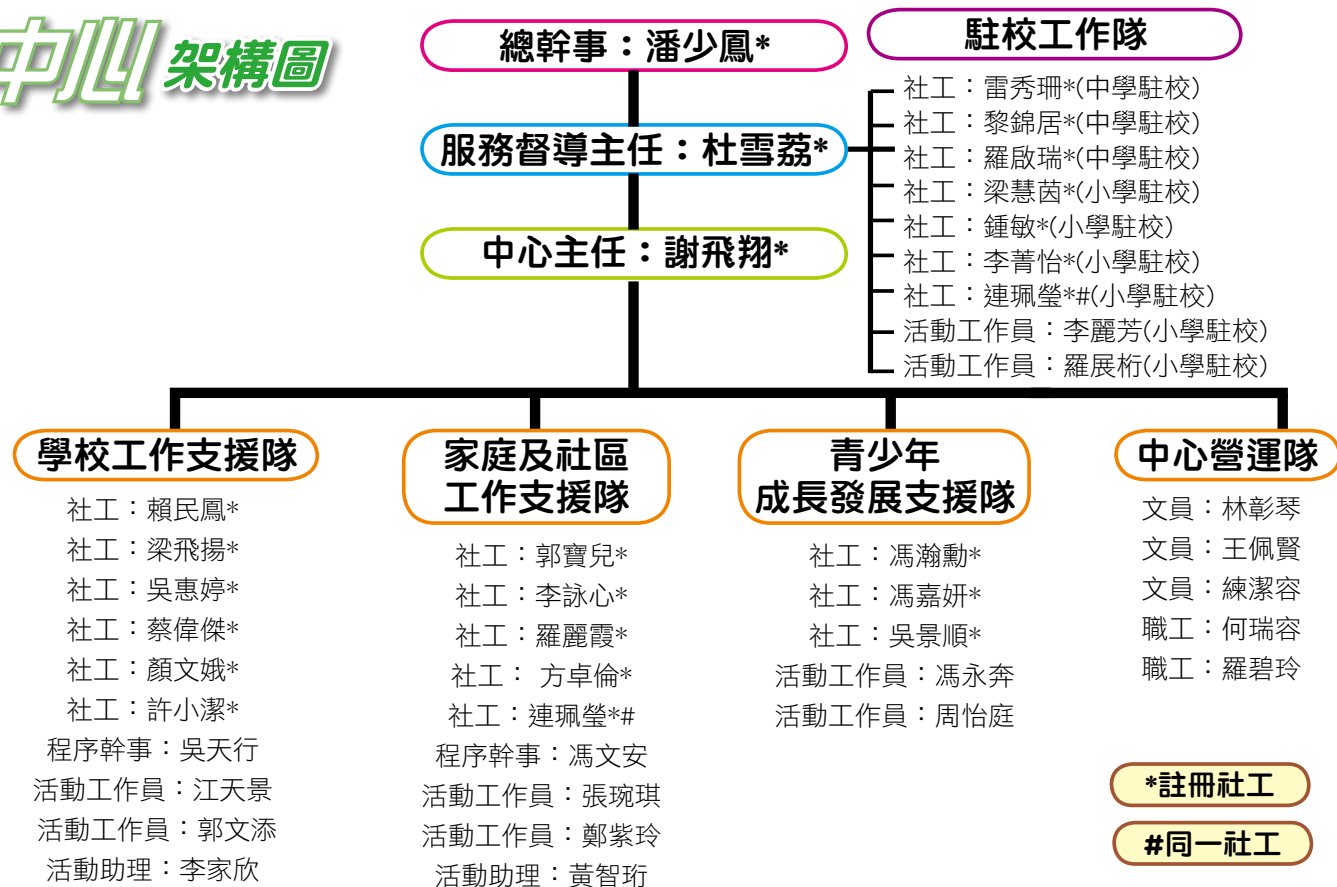 中心 架構圖
總幹事：潘少鳳*
服務督導主任：杜雪荔*
中心主任：謝飛翔*
駐校工作隊
社工：雷秀珊*(中學駐校)
社工：黎錦居*(中學駐校)
社工：羅啟瑞*(中學駐校)
社工：梁慧茵*(小學駐校)
社工：鍾敏*(小學駐校)
社工：李菁怡*(小學駐校)
社工：連珮瑩*#(小學駐校)
活動工作員：李麗芳(小學駐校)
活動工作員：羅展桁(小學駐校)
學校工作支援隊
社工：賴民鳳*
社工：梁飛揚*
社工：吳惠婷*
社工：蔡偉傑*
社工：顏文娥*
社工：許小潔*
程序幹事：吳天行
活動工作員：江天景
活動工作員：郭文添
活動助理：李家欣
家庭及社區
工作支援隊
社工：郭寶兒*
社工：李詠心*
社工：羅麗霞*
社工： 方卓倫*
社工：連珮瑩*#
程序幹事：馮文安
活動工作員：張琬琪
活動工作員：鄭紫玲
活動助理：黃智珩
青少年
成長發展支援隊
社工：馮瀚勳*
社工：馮嘉妍*
社工：吳景順*
活動工作員：馮永奔
活動工作員：周怡庭
中心營運隊
文員：林彰琴
文員：王佩賢
文員：練潔容
職工：何瑞容
職工：羅碧玲
*註冊社工
#同一社工